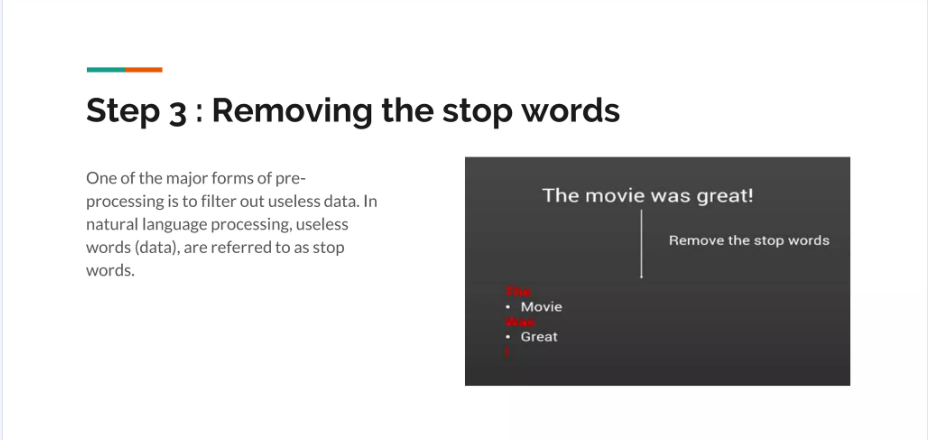 Step 3 : Removing the stop words
One of the major forms of pre-
processing is to filter out useless data. In
natural language processing, useless
words (data), are referred to as stop
words.
The movie was great!
Remove the stop words
The
• Movie
Was
• Great
!